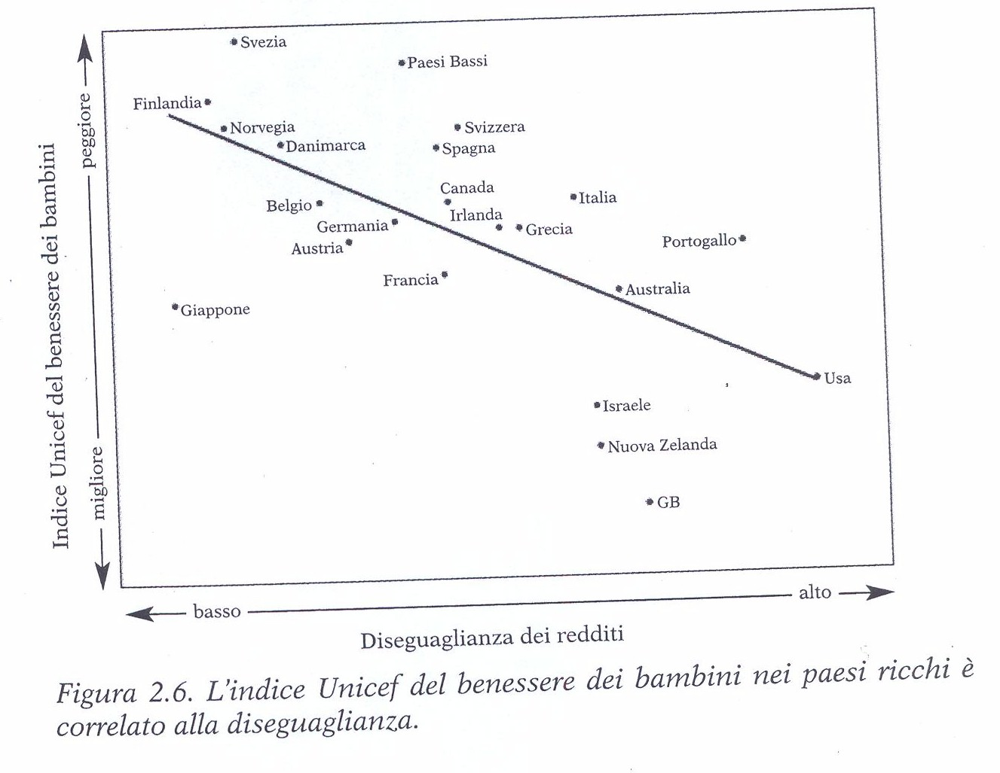 Svezia
Paesi Bassi
Finlandia
Norvegia
Svizzera
Danimarca
Spagna
Canada
Italia
Belgio
Irlanda
Germania
Grecia
Austria
Portogallo
Francia
Australia
Giappone
Usa
Israele
Nuova Zelanda
GB
peggiore
migliore
Indice Unicef del benessere dei bambini
basso
alto
Diseguaglianza dei redditi
Figura 2.6. L'indice Unicef del benessere dei bambini nei paesi ricchi è
correlato alla diseguaglianza.